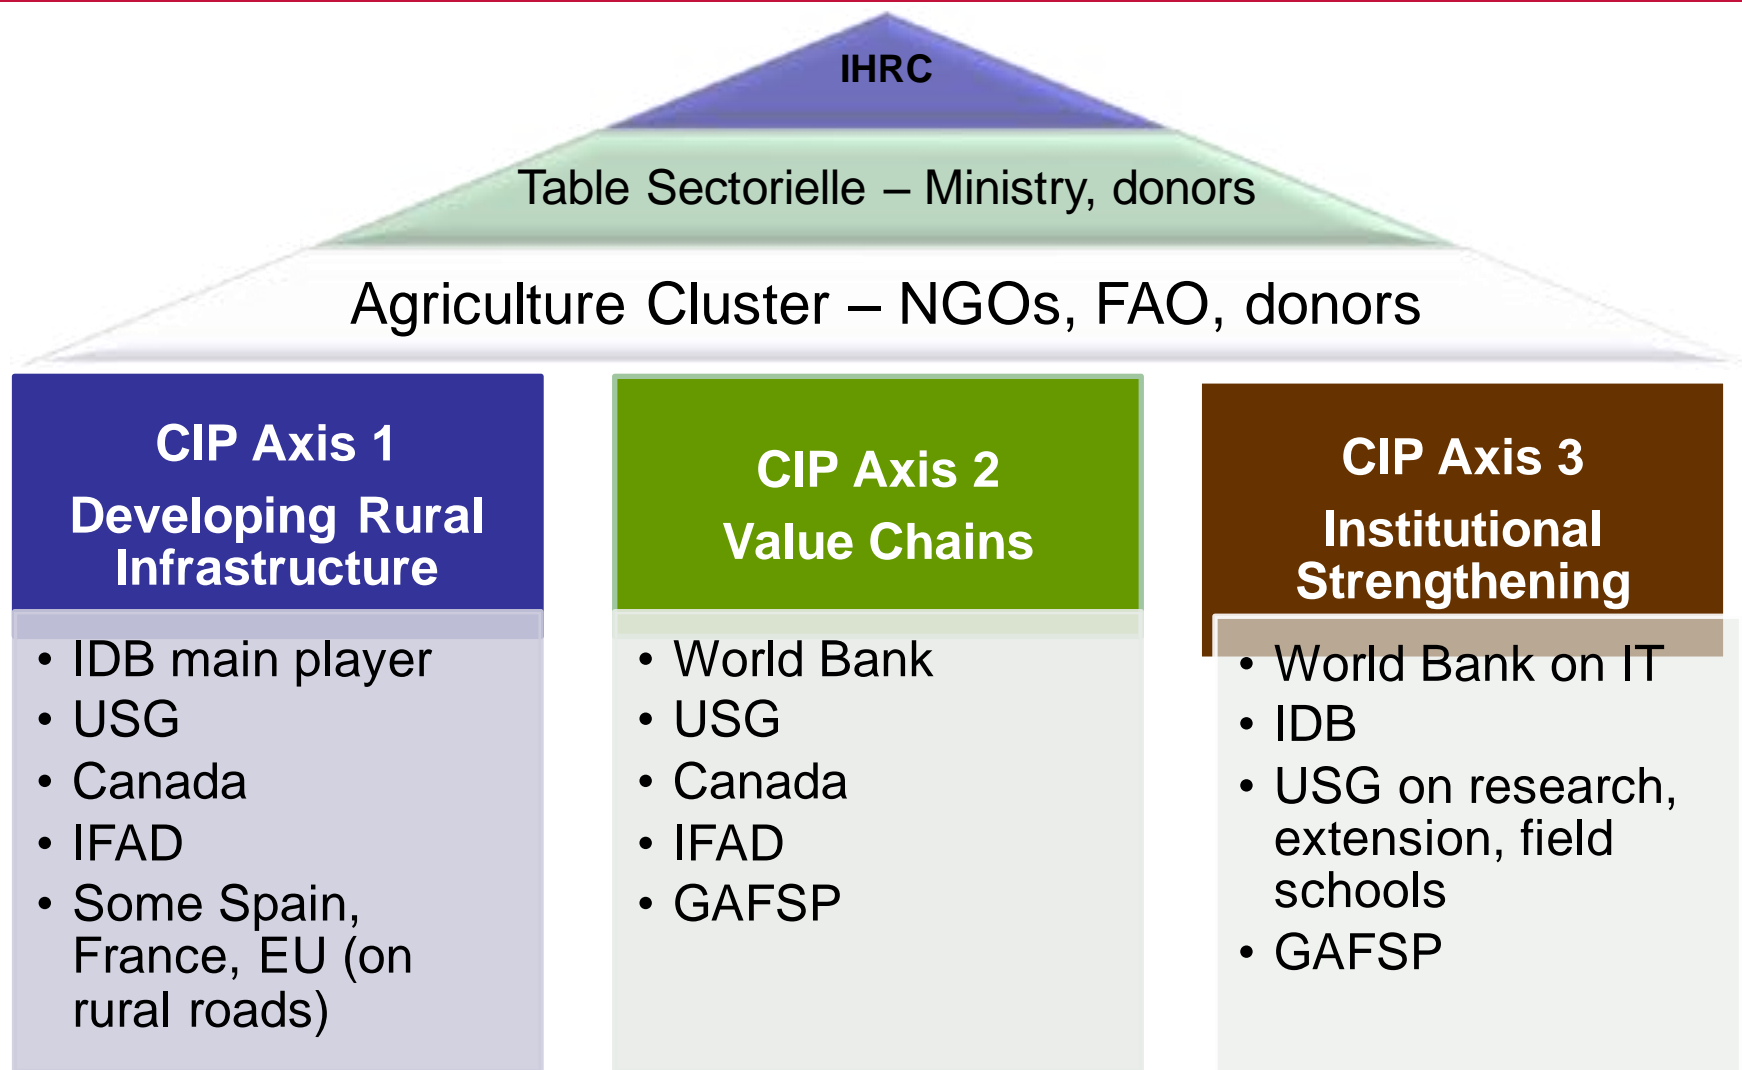 IHRC
Table Sectorielle – Ministry, donors
Agriculture Cluster – NGOs, FAO, donors
CIP Axis 1
Developing Rural
Infrastructure
• IDB main player
• USG
• Canada
• IFAD
• Some Spain,
France, EU (on
rural roads)
CIP Axis 2
Value Chains
• World Bank
• USG
• Canada
• IFAD
• GAFSP
CIP Axis 3
Institutional
Strengthening
• World Bank on IT
• IDB
• USG on research,
extension, field
schools
• GAFSP